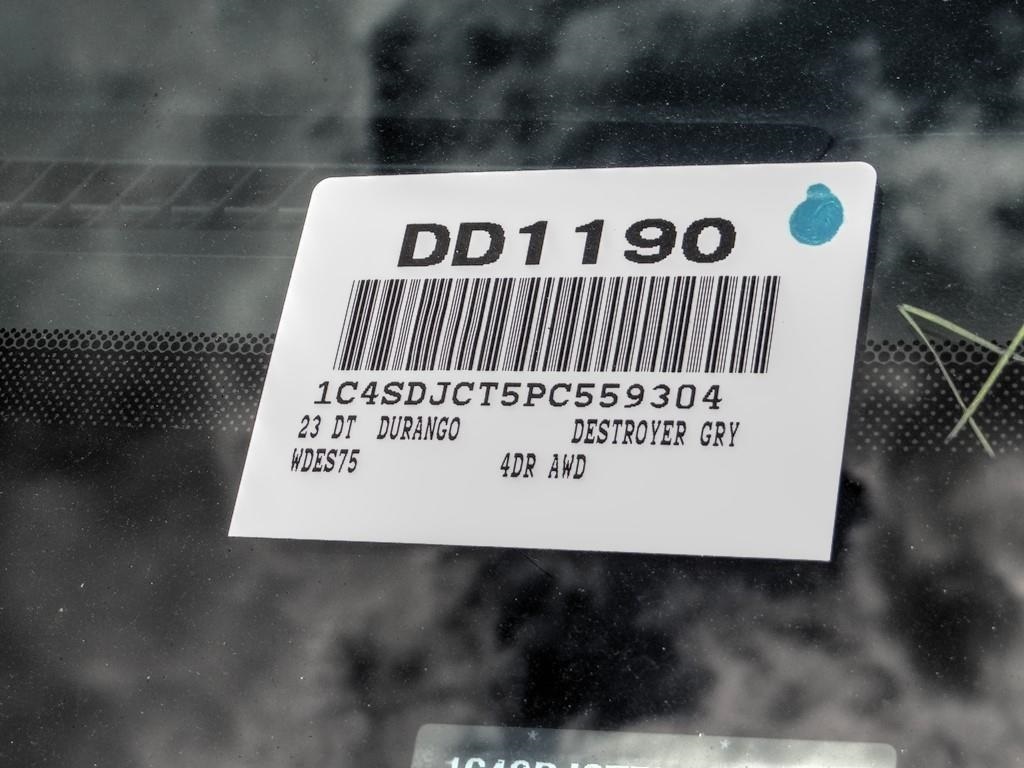 DD1190
1C4SDJCT5PC559304
23 DT DURANGO DESTROYER GRY
WDES75 4DR AWD